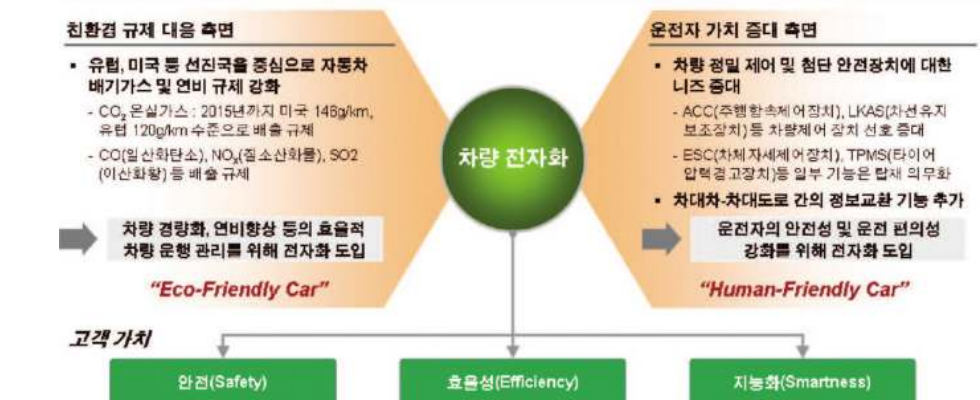 친환경 규제 대응 측면
▪ 유럽, 미국 등 선진국을 중심으로 자동차
배기가스 및 연비 규제 강화
- CO₂ 온실가스 : 2015년까지 미국 146g/km,
유럽 120g/km 수준으로 배출 규제
- CO(일산화탄소), NOₓ(질소산화물), SO2
(이산화황) 등 배출 규제
차량 경량화, 연비향상 등의 효율적
차량 운행 관리를 위해 전자화 도입
“Eco-Friendly Car”
차량 전자화
운전자 가치 증대 측면
▪ 차량 정밀 제어 및 첨단 안전장치에 대한
니즈 증대
- ACC(주행항속제어장치), LKAS(차선유지
보조장치) 등 차량제어 장치 선호 증대
- ESC(차체자세제어장치), TPMS(타이어
압력경고장치)등 일부 기능은 탑재 의무화
▪ 차대차-차대도로 간의 정보교환 기능 추가
운전자의 안전성 및 운전 편의성
강화를 위해 전자화 도입
“Human-Friendly Car”
고객 가치
안전(Safety)
효율성(Efficiency)
지능화(Smartness)